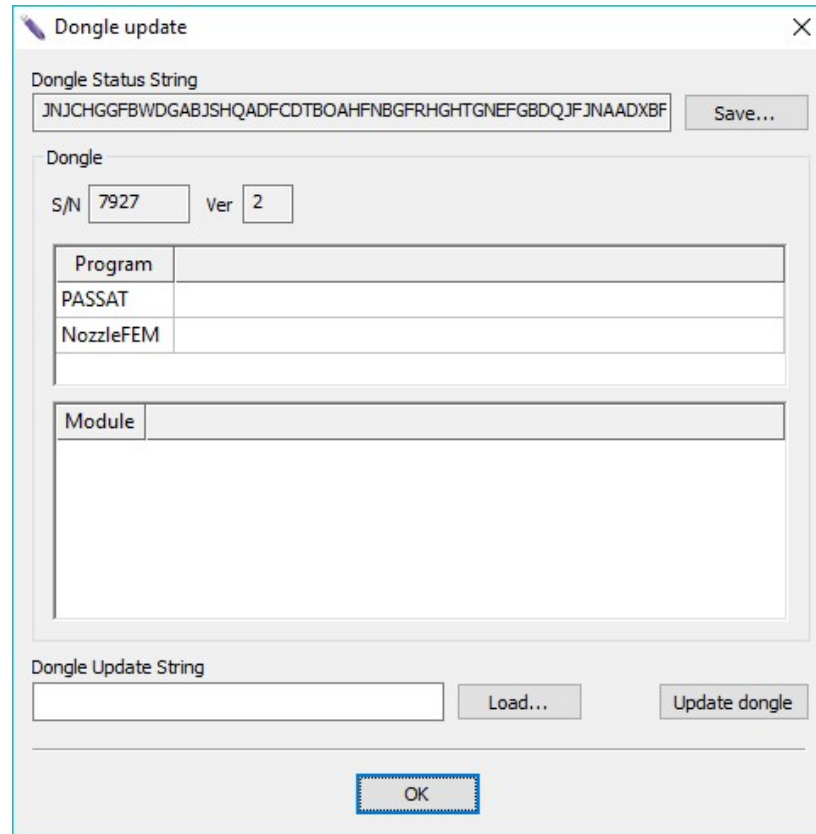 Dongle update
Dongle Status String
JNJCHGGFBWDGABJSHQADFCDTBOAHFNBGFRHGHTGNEFGBDQJFJNAADXBF
Save...
Dongle
S/N 7927 Ver 2
Program
PASSAT
NozzleFEM
Module
Dongle Update String
Load... Update dongle
OK